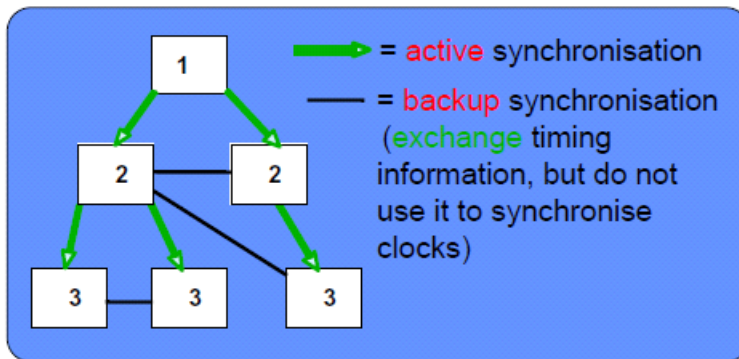 1
= active synchronisation
= backup synchronisation
(exchange timing
information, but do not
use it to synchronise
clocks)
2 2
3 3 3